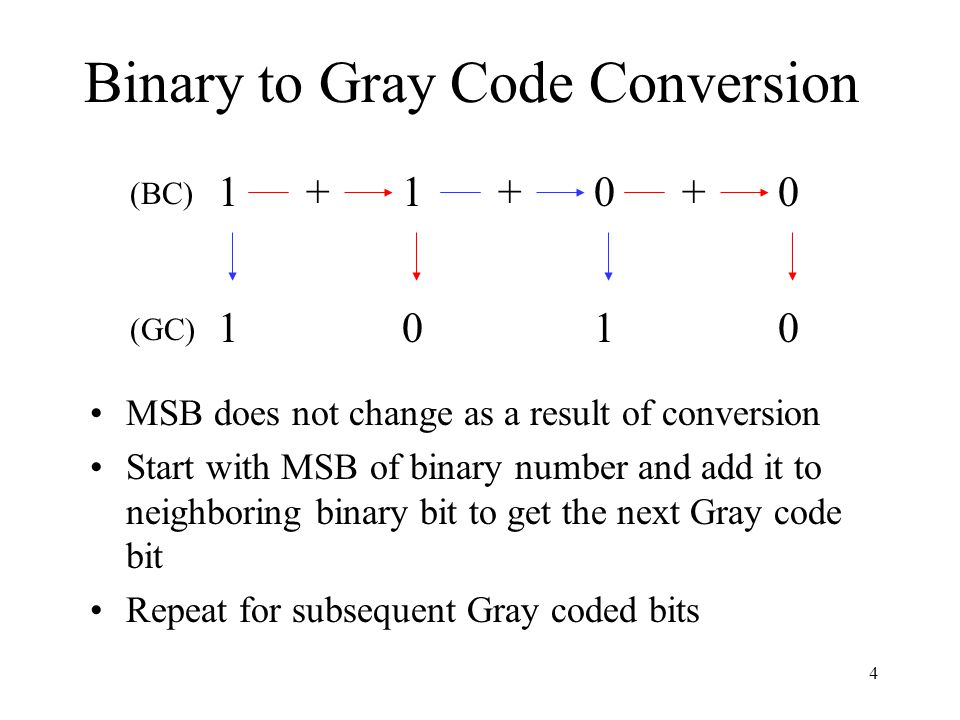 Binary to Gray Code Conversion
(BC) 1 + 1 + 0 + 0
(GC) 1 0 1 0
• MSB does not change as a result of conversion
• Start with MSB of binary number and add it to
neighboring binary bit to get the next Gray code
bit
• Repeat for subsequent Gray coded bits
4